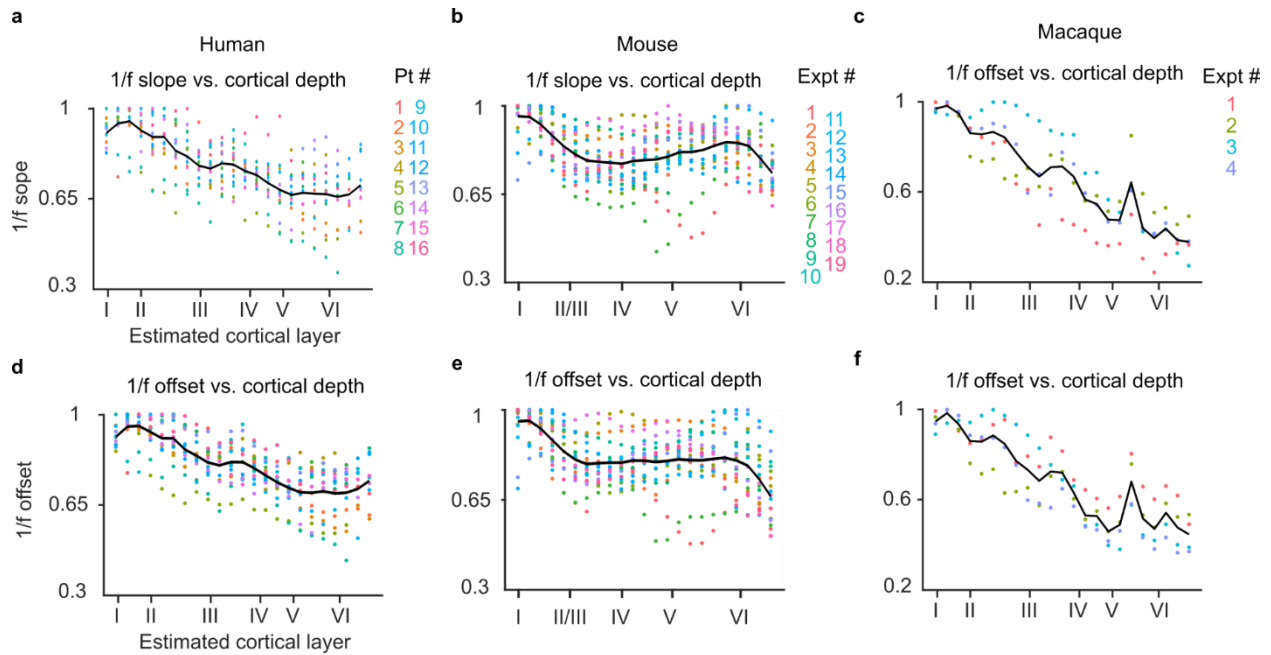 a
Human
1/f slope vs. cortical depth
Pt #
1 9
2 10
3 11
4 12
5 13
6 14
7 15
8 16
1
0.65
0.3
1/f sope
I II III IV V VI
Estimated cortical layer
b
Mouse
1/f slope vs. cortical depth
Expt #
1 11
2 12
3 13
4 14
5 15
6 16
7 17
8 18
9 19
10
1
0.65
0.3
I II/III IV V VI
c
Macaque
1/f offset vs. cortical depth
Expt #
1
2
3
4
1
0.6
0.2
I II III IV V VI
d
1/f offset vs. cortical depth
1
0.65
0.3
1/f offset
I II III IV V VI
Estimated cortical layer
e
1/f offset vs. cortical depth
1
0.65
0.3
I II/III IV V VI
f
1/f offset vs. cortical depth
1
0.6
0.2
I II III IV V VI